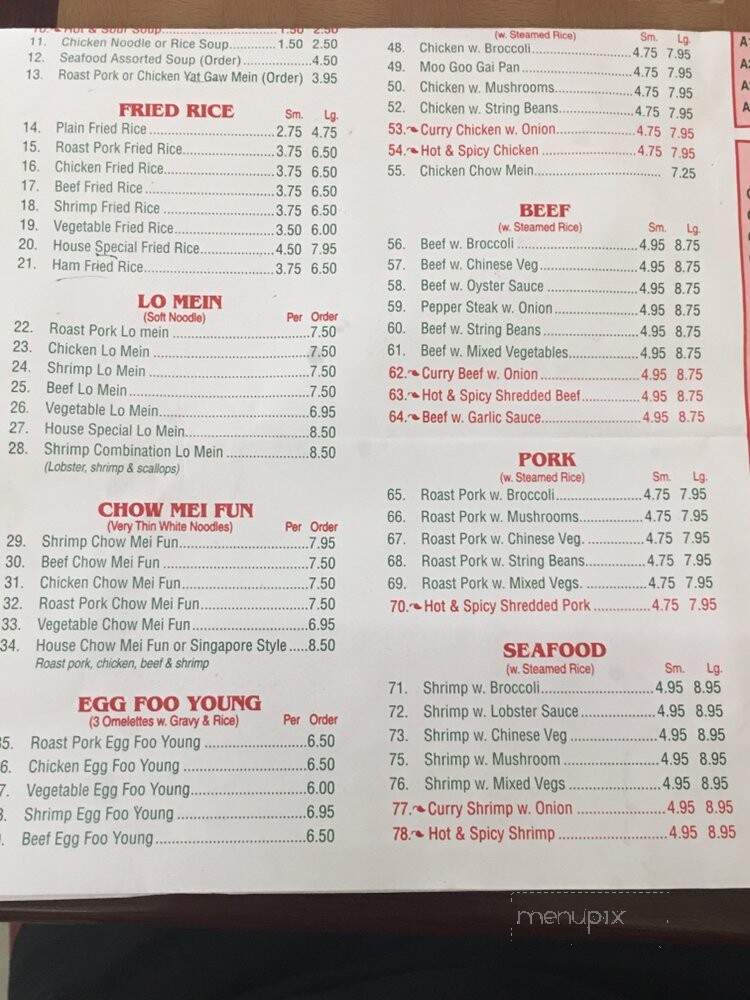 10. Hot & Sour Soup 1.50 2.50
11. Chicken Noodle or Rice Soup 1.50 2.50
12. Seafood Assorted Soup (Order) 4.50
13. Roast Pork or Chicken Yat Gaw Mein (Order) 3.95
FRIED RICE Sm. Lg.
14. Plain Fried Rice 2.75 4.75
15. Roast Pork Fried Rice 3.75 6.50
16. Chicken Fried Rice 3.75 6.50
17. Beef Fried Rice 3.75 6.50
18. Shrimp Fried Rice 3.75 6.50
19. Vegetable Fried Rice 3.50 6.00
20. House Special Fried Rice 4.50 7.95
21. Ham Fried Rice 3.75 6.50
LO MEIN
(Soft Noodle) Per Order
22. Roast Pork Lo mein 7.50
23. Chicken Lo Mein 7.50
24. Shrimp Lo Mein 7.50
25. Beef Lo Mein 7.50
26. Vegetable Lo Mein 6.95
27. House Special Lo Mein 8.50
28. Shrimp Combination Lo Mein 8.50
(Lobster, shrimp & scallops)
CHOW MEI FUN
(Very Thin White Noodles) Per Order
29. Shrimp Chow Mei Fun 7.95
30. Beef Chow Mei Fun 7.50
31. Chicken Chow Mei Fun 7.50
32. Roast Pork Chow Mei Fun 7.50
33. Vegetable Chow Mei Fun 6.95
34. House Chow Mei Fun or Singapore Style 8.50
Roast pork, chicken, beef & shrimp
EGG FOO YOUNG
(3 Omelettes w. Gravy & Rice) Per Order
35. Roast Pork Egg Foo Young 6.50
6. Chicken Egg Foo Young 6.50
7. Vegetable Egg Foo Young 6.00
Shrimp Egg Foo Young 6.95
Beef Egg Foo Young 6.50
(w. Steamed Rice) Sm. Lg.
48. Chicken w. Broccoli 4.75 7.95
49. Moo Goo Gai Pan 4.75 7.95
50. Chicken w. Mushrooms 4.75 7.95
52. Chicken w. String Beans 4.75 7.95
53. Curry Chicken w. Onion 4.75 7.95
54. Hot & Spicy Chicken 4.75 7.95
55. Chicken Chow Mein 7.25
BEEF
(w. Steamed Rice) Sm. Lg.
56. Beef w. Broccoli 4.95 8.75
57. Beef w. Chinese Veg 4.95 8.75
58. Beef w. Oyster Sauce 4.95 8.75
59. Pepper Steak w. Onion 4.95 8.75
60. Beef w. String Beans 4.95 8.75
61. Beef w. Mixed Vegetables 4.95 8.75
62. Curry Beef w. Onion 4.95 8.75
63. Hot & Spicy Shredded Beef 4.95 8.75
64. Beef w. Garlic Sauce 4.95 8.75
PORK
(w. Steamed Rice) Sm. Lg.
65. Roast Pork w. Broccoli 4.75 7.95
66. Roast Pork w. Mushrooms 4.75 7.95
67. Roast Pork w. Chinese Veg. 4.75 7.95
68. Roast Pork w. String Beans 4.75 7.95
69. Roast Pork w. Mixed Vegs. 4.75 7.95
70. Hot & Spicy Shredded Pork 4.75 7.95
SEAFOOD
(w. Steamed Rice) Sm. Lg.
71. Shrimp w. Broccoli 4.95 8.95
72. Shrimp w. Lobster Sauce 4.95 8.95
73. Shrimp w. Chinese Veg 4.95 8.95
75. Shrimp w. Mushroom 4.95 8.95
76. Shrimp w. Mixed Vegs 4.95 8.95
77. Curry Shrimp w. Onion 4.95 8.95
78. Hot & Spicy Shrimp 4.95 8.95
menupix